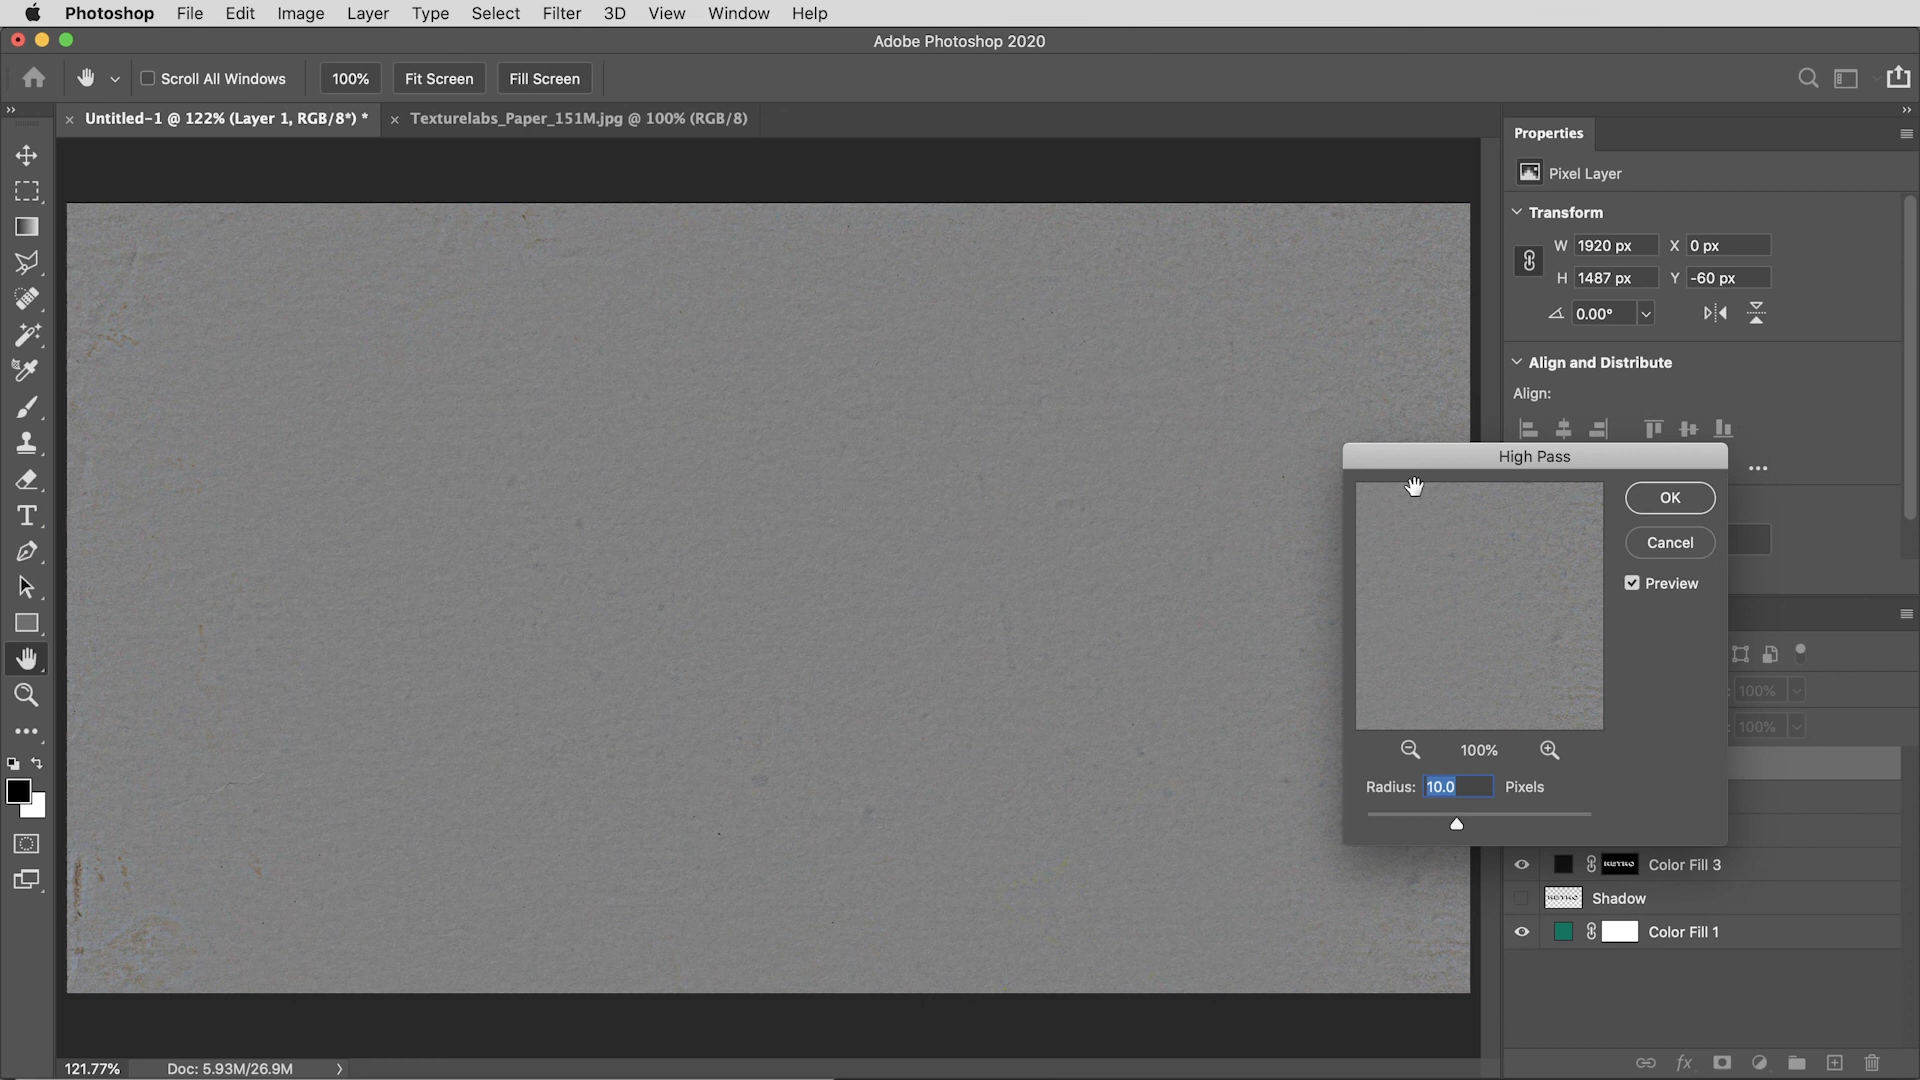 Photoshop File Edit Image Layer Type Select Filter 3D View Window Help
Adobe Photoshop 2020
Scroll All Windows 100% Fit Screen Fill Screen
Untitled-1 @ 122% (Layer 1, RGB/8*) * Texturelabs_Paper_151M.jpg @ 100% (RGB/8)
Properties
Pixel Layer
Transform
W 1920 px X 0 px
H 1487 px Y -60 px
0.00°
Align and Distribute
Align:
High Pass
OK
Cancel
Preview
100%
100%
100%
Radius: 10.0 Pixels
RETRO Color Fill 3
RETRO Shadow
Color Fill 1
121.77% Doc: 5.93M/26.9M
fx